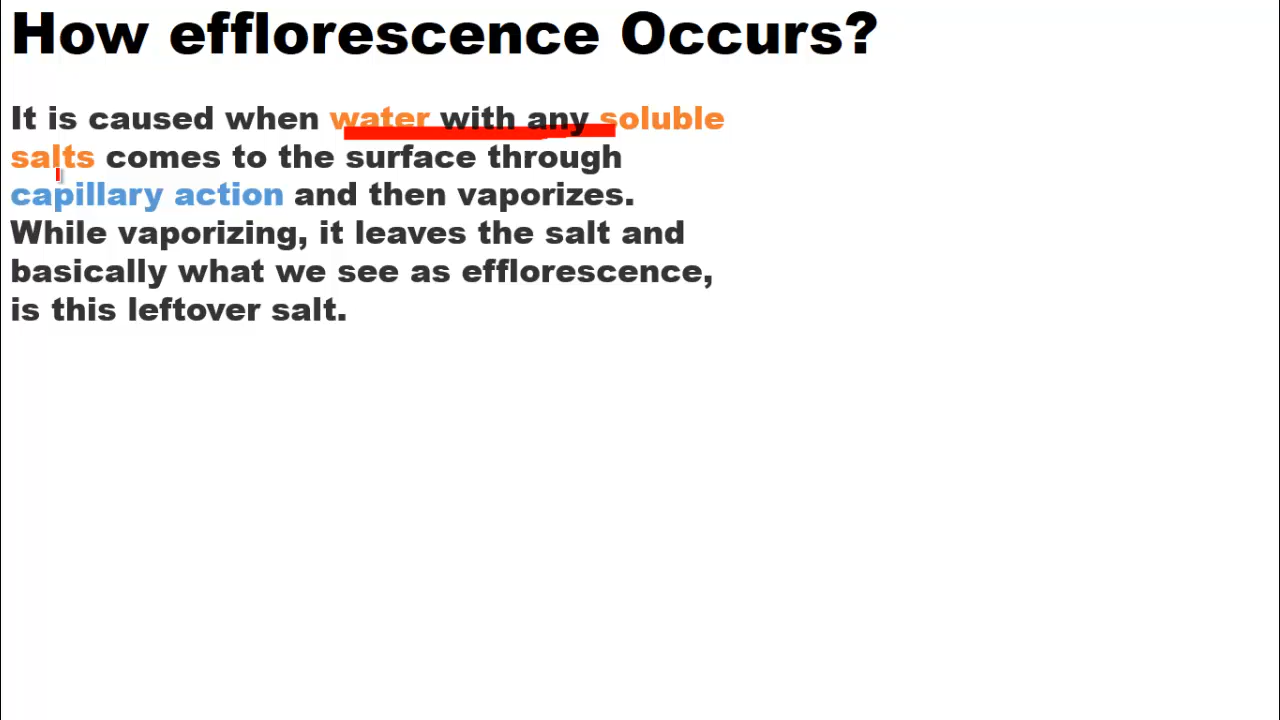 How efflorescence Occurs?
It is caused when water with any soluble
salts comes to the surface through
capillary action and then vaporizes.
While vaporizing, it leaves the salt and
basically what we see as efflorescence,
is this leftover salt.